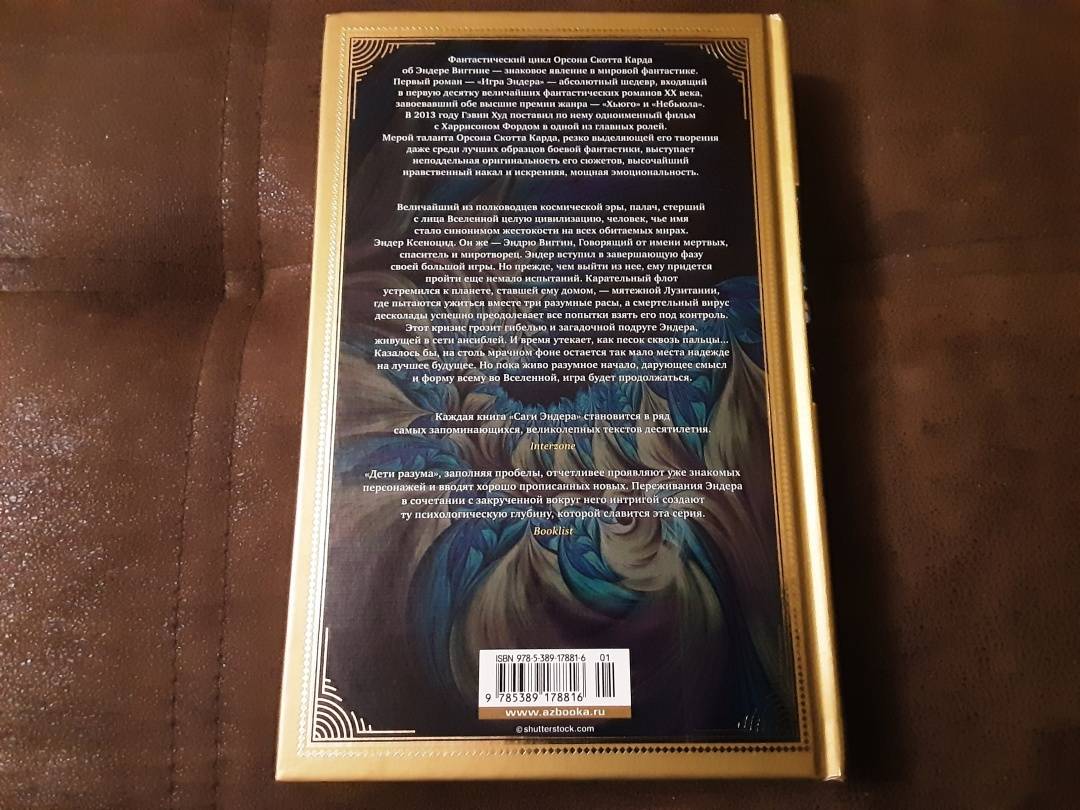 Фантастический цикл Орсона Скотта Карда
об Эндере Виггине — знаковое явление в мировой фантастике.
Первый роман — «Игра Эндера» — абсолютный шедевр, входящий
в первую десятку величайших фантастических романов XX века,
завоевавший обе высшие премии жанра — «Хьюго» и «Небьюла».
В 2013 году Гэвин Худ поставил по нему одноименный фильм
с Харрисоном Фордом в одной из главных ролей.
Мерой таланта Орсона Скотта Карда, резко выделяющей его творения
даже среди лучших образцов боевой фантастики, выступает
неподдельная оригинальность его сюжетов, высочайший
нравственный накал и искренняя, мощная эмоциональность.
Величайший из полководцев космической эры, палач, стерший
с лица Вселенной целую цивилизацию, человек, чье имя
стало синонимом жестокости на всех обитаемых мирах.
Эндер Ксеноцид. Он же — Эндрю Виггин, Говорящий от имени мертвых,
спаситель и миротворец. Эндер вступил в завершающую фазу
своей большой игры. Но прежде, чем выйти из нее, ему придется
пройти еще немало испытаний. Карательный флот
устремился к планете, ставшей ему домом, — мятежной Лузитании,
где пытаются ужиться вместе три разумные расы, а смертельный вирус
десколады успешно преодолевает все попытки взять его под контроль.
Этот кризис грозит гибелью и загадочной подруге Эндера,
живущей в сети ансиблей. И время утекает, как песок сквозь пальцы...
Казалось бы, на столь мрачном фоне остается так мало места надежде
на лучшее будущее. Но пока живо разумное начало, дарующее смысл
и форму всему во Вселенной, игра будет продолжаться.
Каждая книга «Саги Эндера» становится в ряд
самых запоминающихся, великолепных текстов десятилетия.
Interzone
«Дети разума», заполняя пробелы, отчетливее проявляют уже знакомых
персонажей и вводят хорошо прописанных новых. Переживания Эндера
в сочетании с закрученной вокруг него интригой создают
ту психологическую глубину, которой славится эта серия.
Booklist
ISBN 978-5-389-17881-6 01
9 785389 178816
www.azbooka.ru
© shutterstock.com